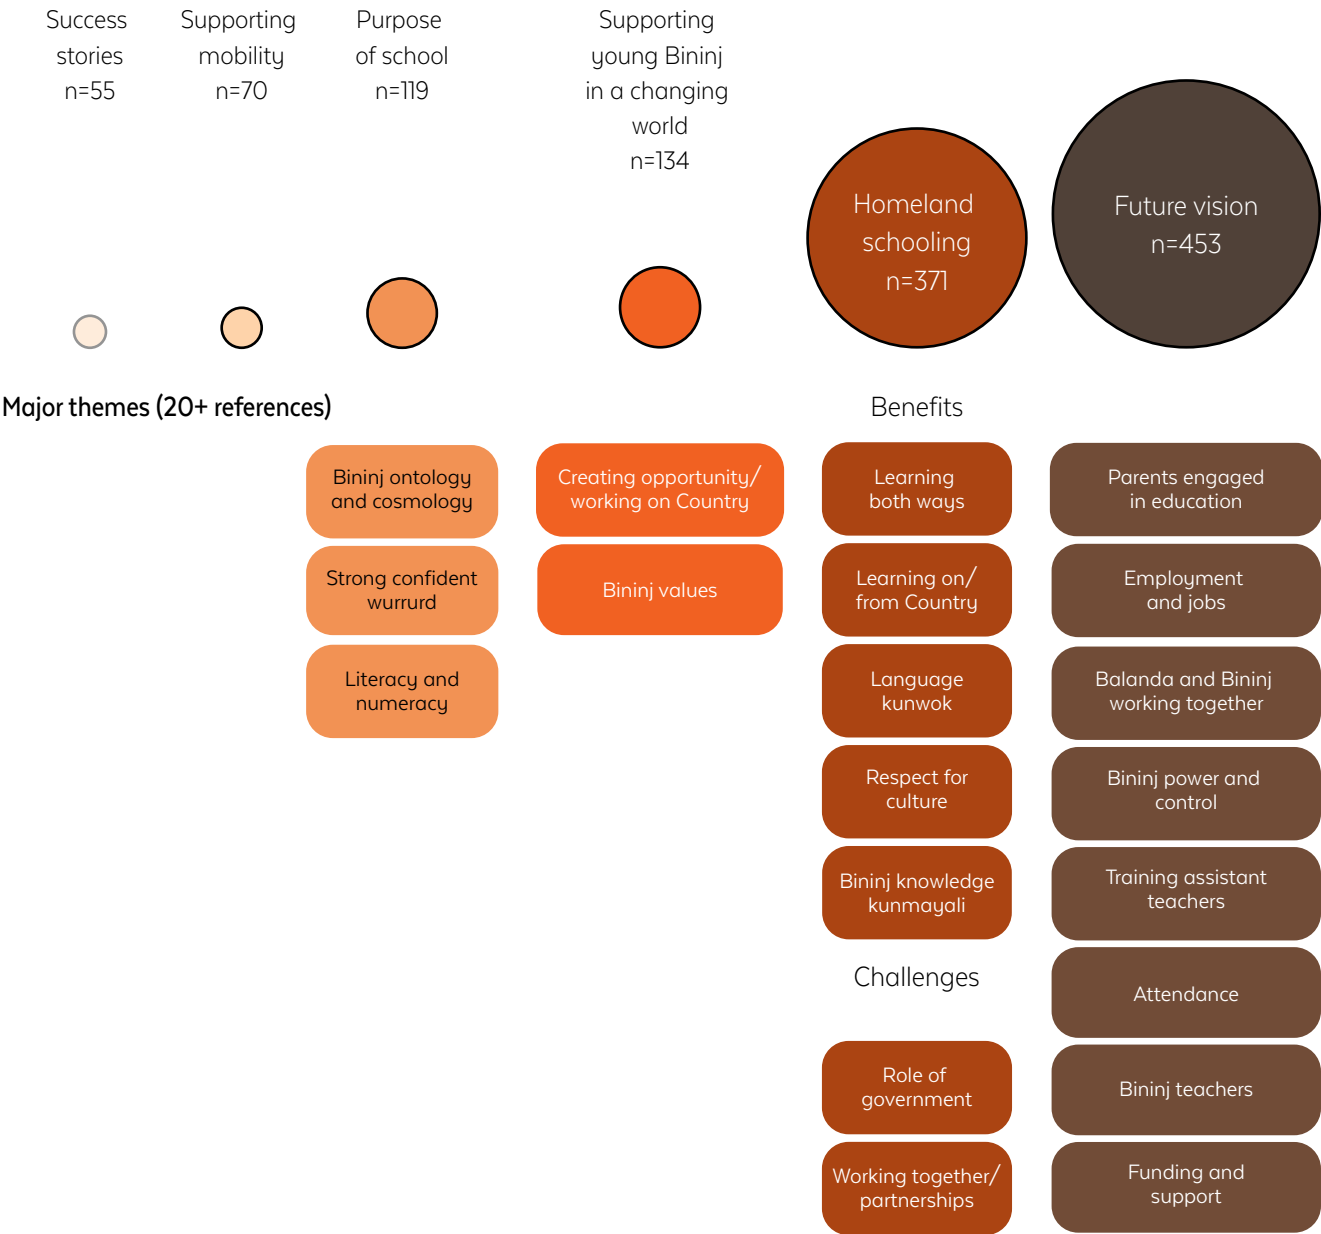 Success
stories
n=55
Supporting
mobility
n=70
Purpose
of school
n=119
Supporting
young Bininj
in a changing
world
n=134
Homeland
schooling
n=371
Future vision
n=453
Major themes (20+ references)
Bininj ontology
and cosmology
Strong confident
wurrurd
Literacy and
numeracy
Creating opportunity/
working on Country
Bininj values
Benefits
Learning
both ways
Learning on/
from Country
Language
kunwok
Respect for
culture
Bininj knowledge
kunmayali
Challenges
Role of
government
Working together/
partnerships
Parents engaged
in education
Employment
and jobs
Balanda and Bininj
working together
Bininj power and
control
Training assistant
teachers
Attendance
Bininj teachers
Funding and
support